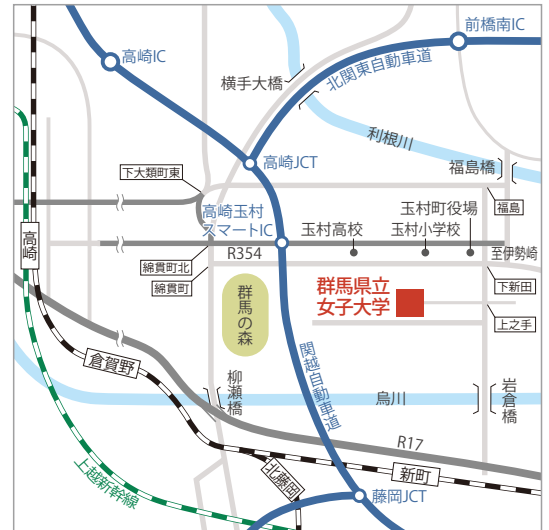 前橋南IC
高崎IC
北関東自動車道
横手大橋
利根川
高崎JCT
福島橋
下大類町東
福島
高崎玉村
スマートIC
玉村町役場
玉村高校
玉村小学校
高崎
R354
至伊勢崎
綿貫町北
綿貫町
下新田
群馬の森
群馬県立
女子大学
上之手
関越自動車道
倉賀野
柳瀬橋
烏川
岩倉橋
R17
上越新幹線
北藤岡
新町
藤岡JCT